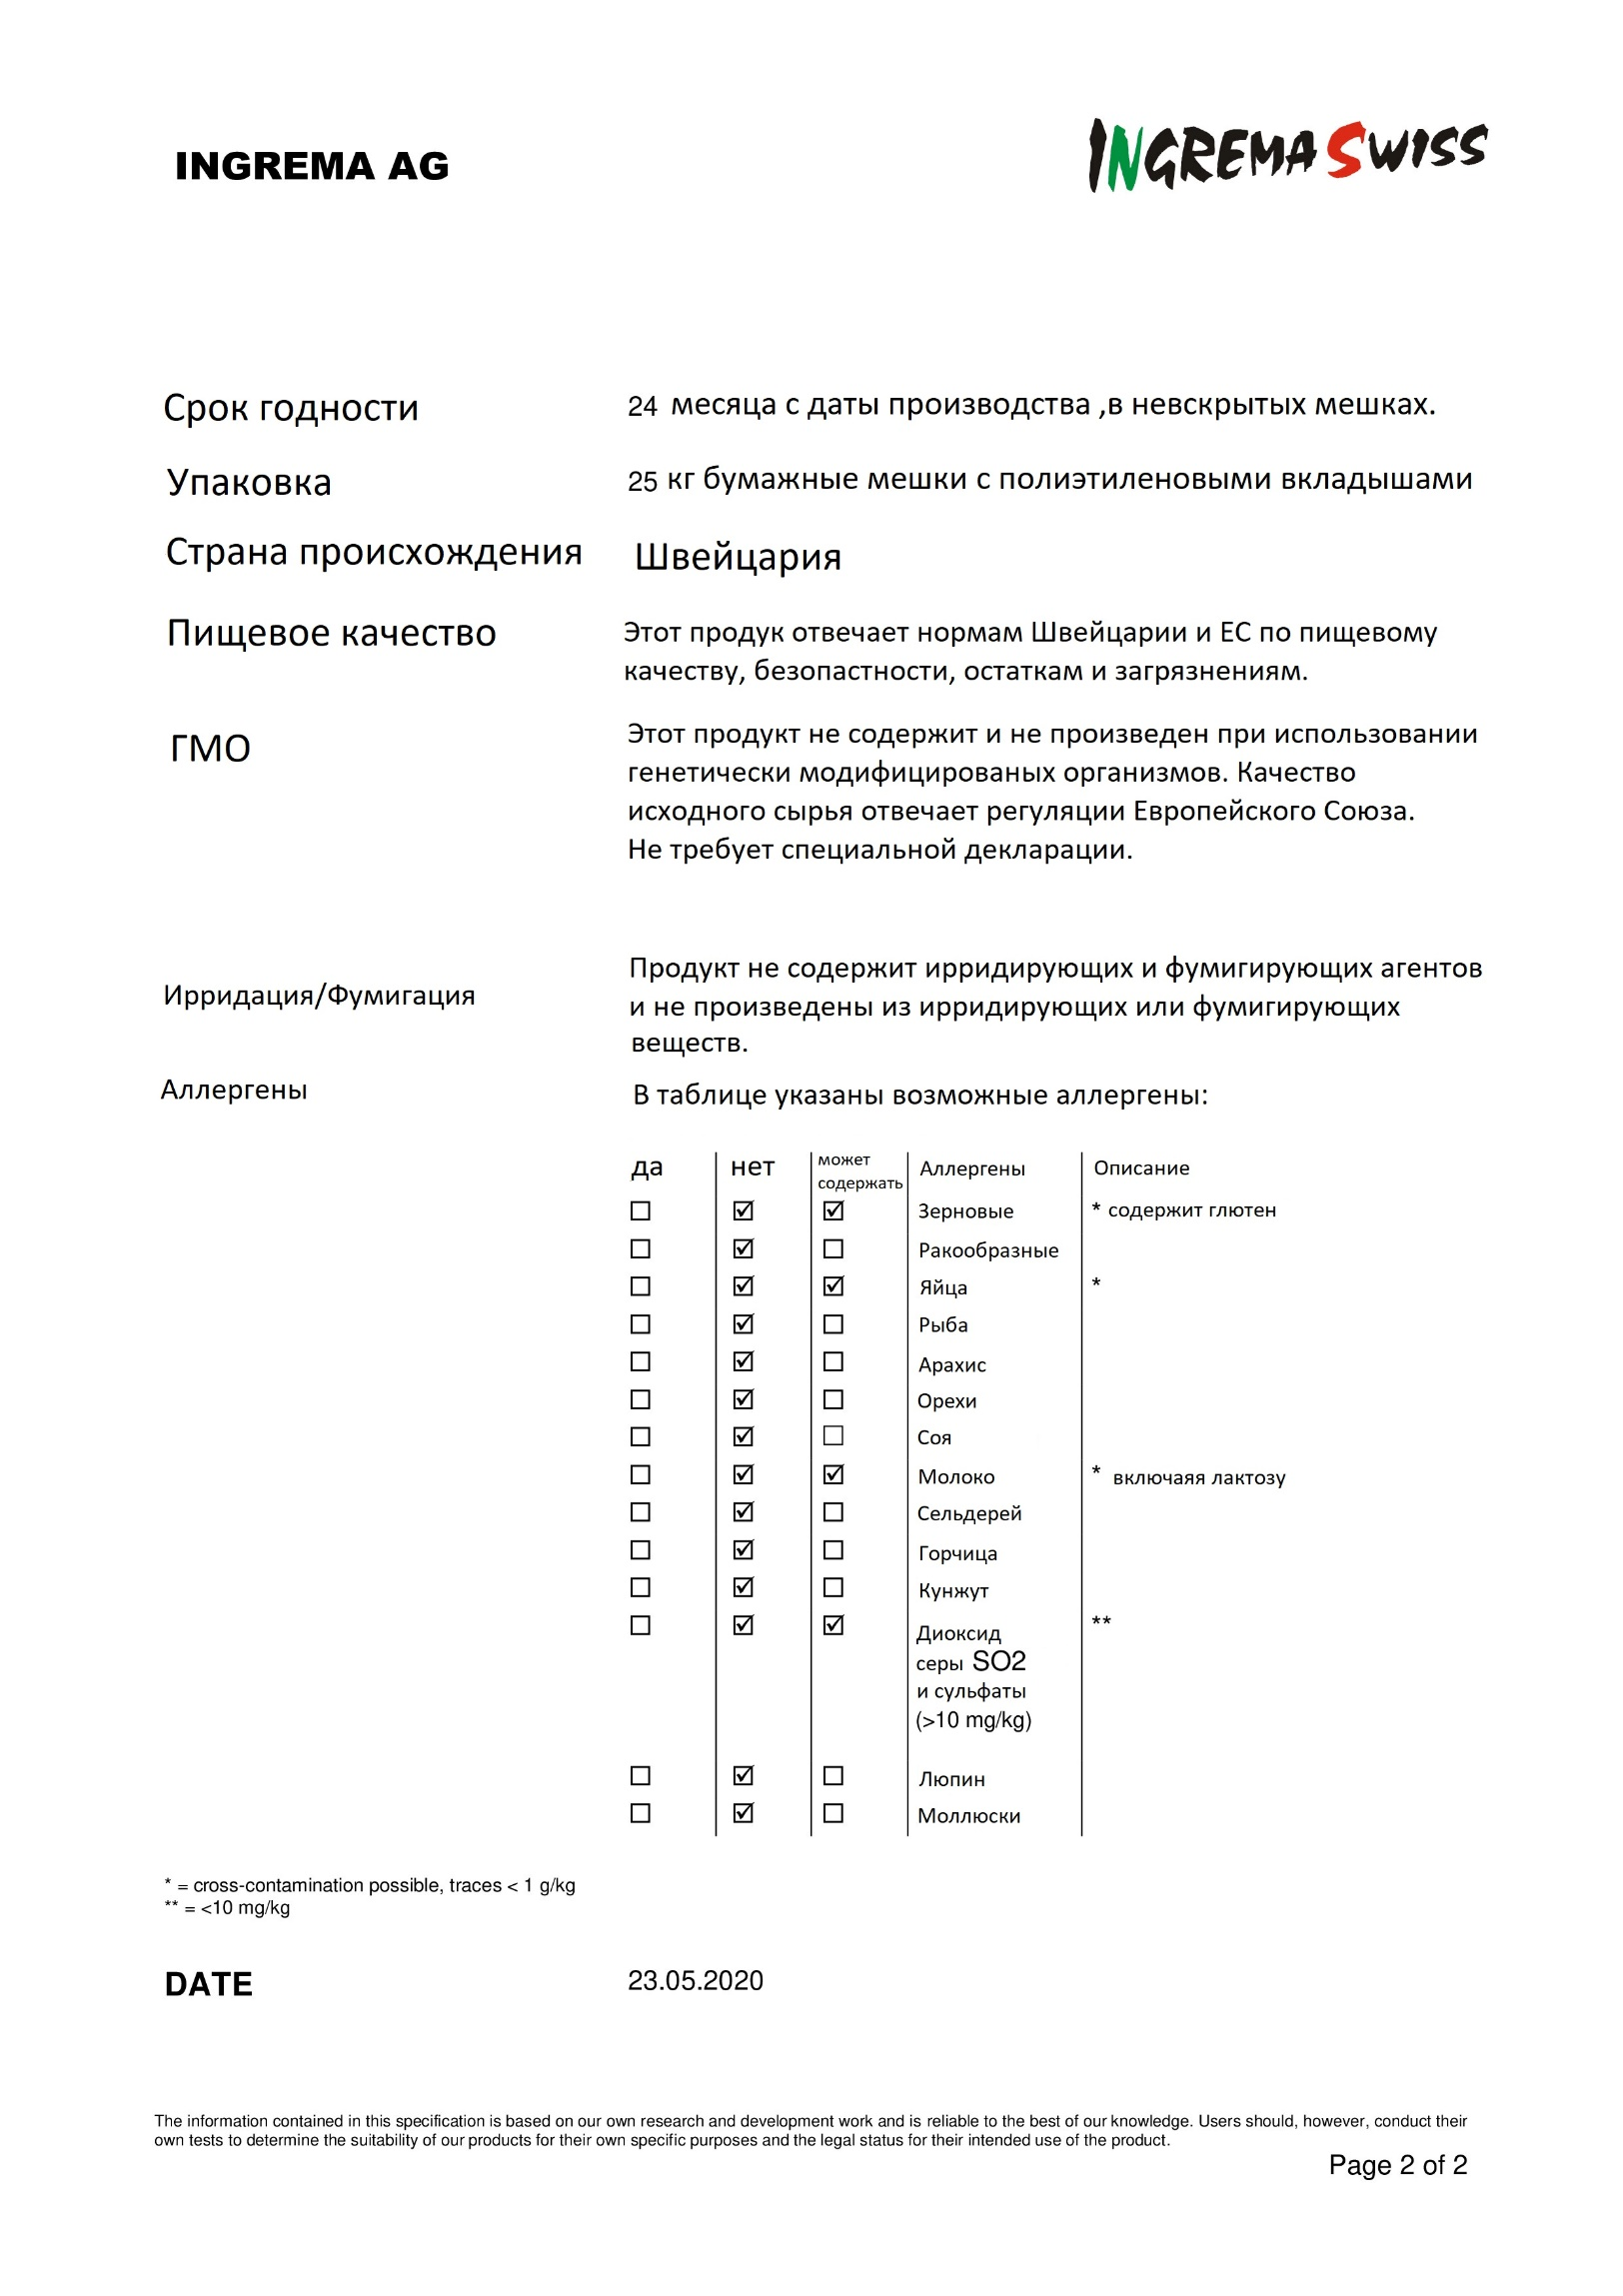 INGREMA AG
INGREMA SWISS
Срок годности 24 месяца с даты производства ,в невскрытых мешках.
Упаковка 25 кг бумажные мешки с полиэтиленовыми вкладышами
Страна происхождения Швейцария
Пищевое качество Этот продук отвечает нормам Швейцарии и ЕС по пищевому
качеству, безопастности, остаткам и загрязнениям.
ГМО Этот продукт не содержит и не произведен при использовании
генетически модифицированых организмов. Качество
исходного сырья отвечает регуляции Европейского Союза.
Не требует специальной декларации.
Ирридация/Фумигация Продукт не содержит ирридирующих и фумигирующих агентов
и не произведены из ирридирующих или фумигирующих
веществ.
Аллергены В таблице указаны возможные аллергены:
да нет может содержать Аллергены Описание
☐ ☑ ☑ Зерновые * содержит глютен
☐ ☑ ☐ Ракообразные
☐ ☑ ☑ Яйца *
☐ ☑ ☐ Рыба
☐ ☑ ☐ Арахис
☐ ☑ ☐ Орехи
☐ ☑ ☐ Соя
☐ ☑ ☑ Молоко * включаяя лактозу
☐ ☑ ☐ Сельдерей
☐ ☑ ☐ Горчица
☐ ☑ ☐ Кунжут
☐ ☑ ☑ Диоксид **
серы SO2
и сульфаты
(>10 mg/kg)
☐ ☑ ☐ Люпин
☐ ☑ ☐ Моллюски
* = cross-contamination possible, traces < 1 g/kg
** = <10 mg/kg
DATE 23.05.2020
The information contained in this specification is based on our own research and development work and is reliable to the best of our knowledge. Users should, however, conduct their
own tests to determine the suitability of our products for their own specific purposes and the legal status for their intended use of the product.
Page 2 of 2